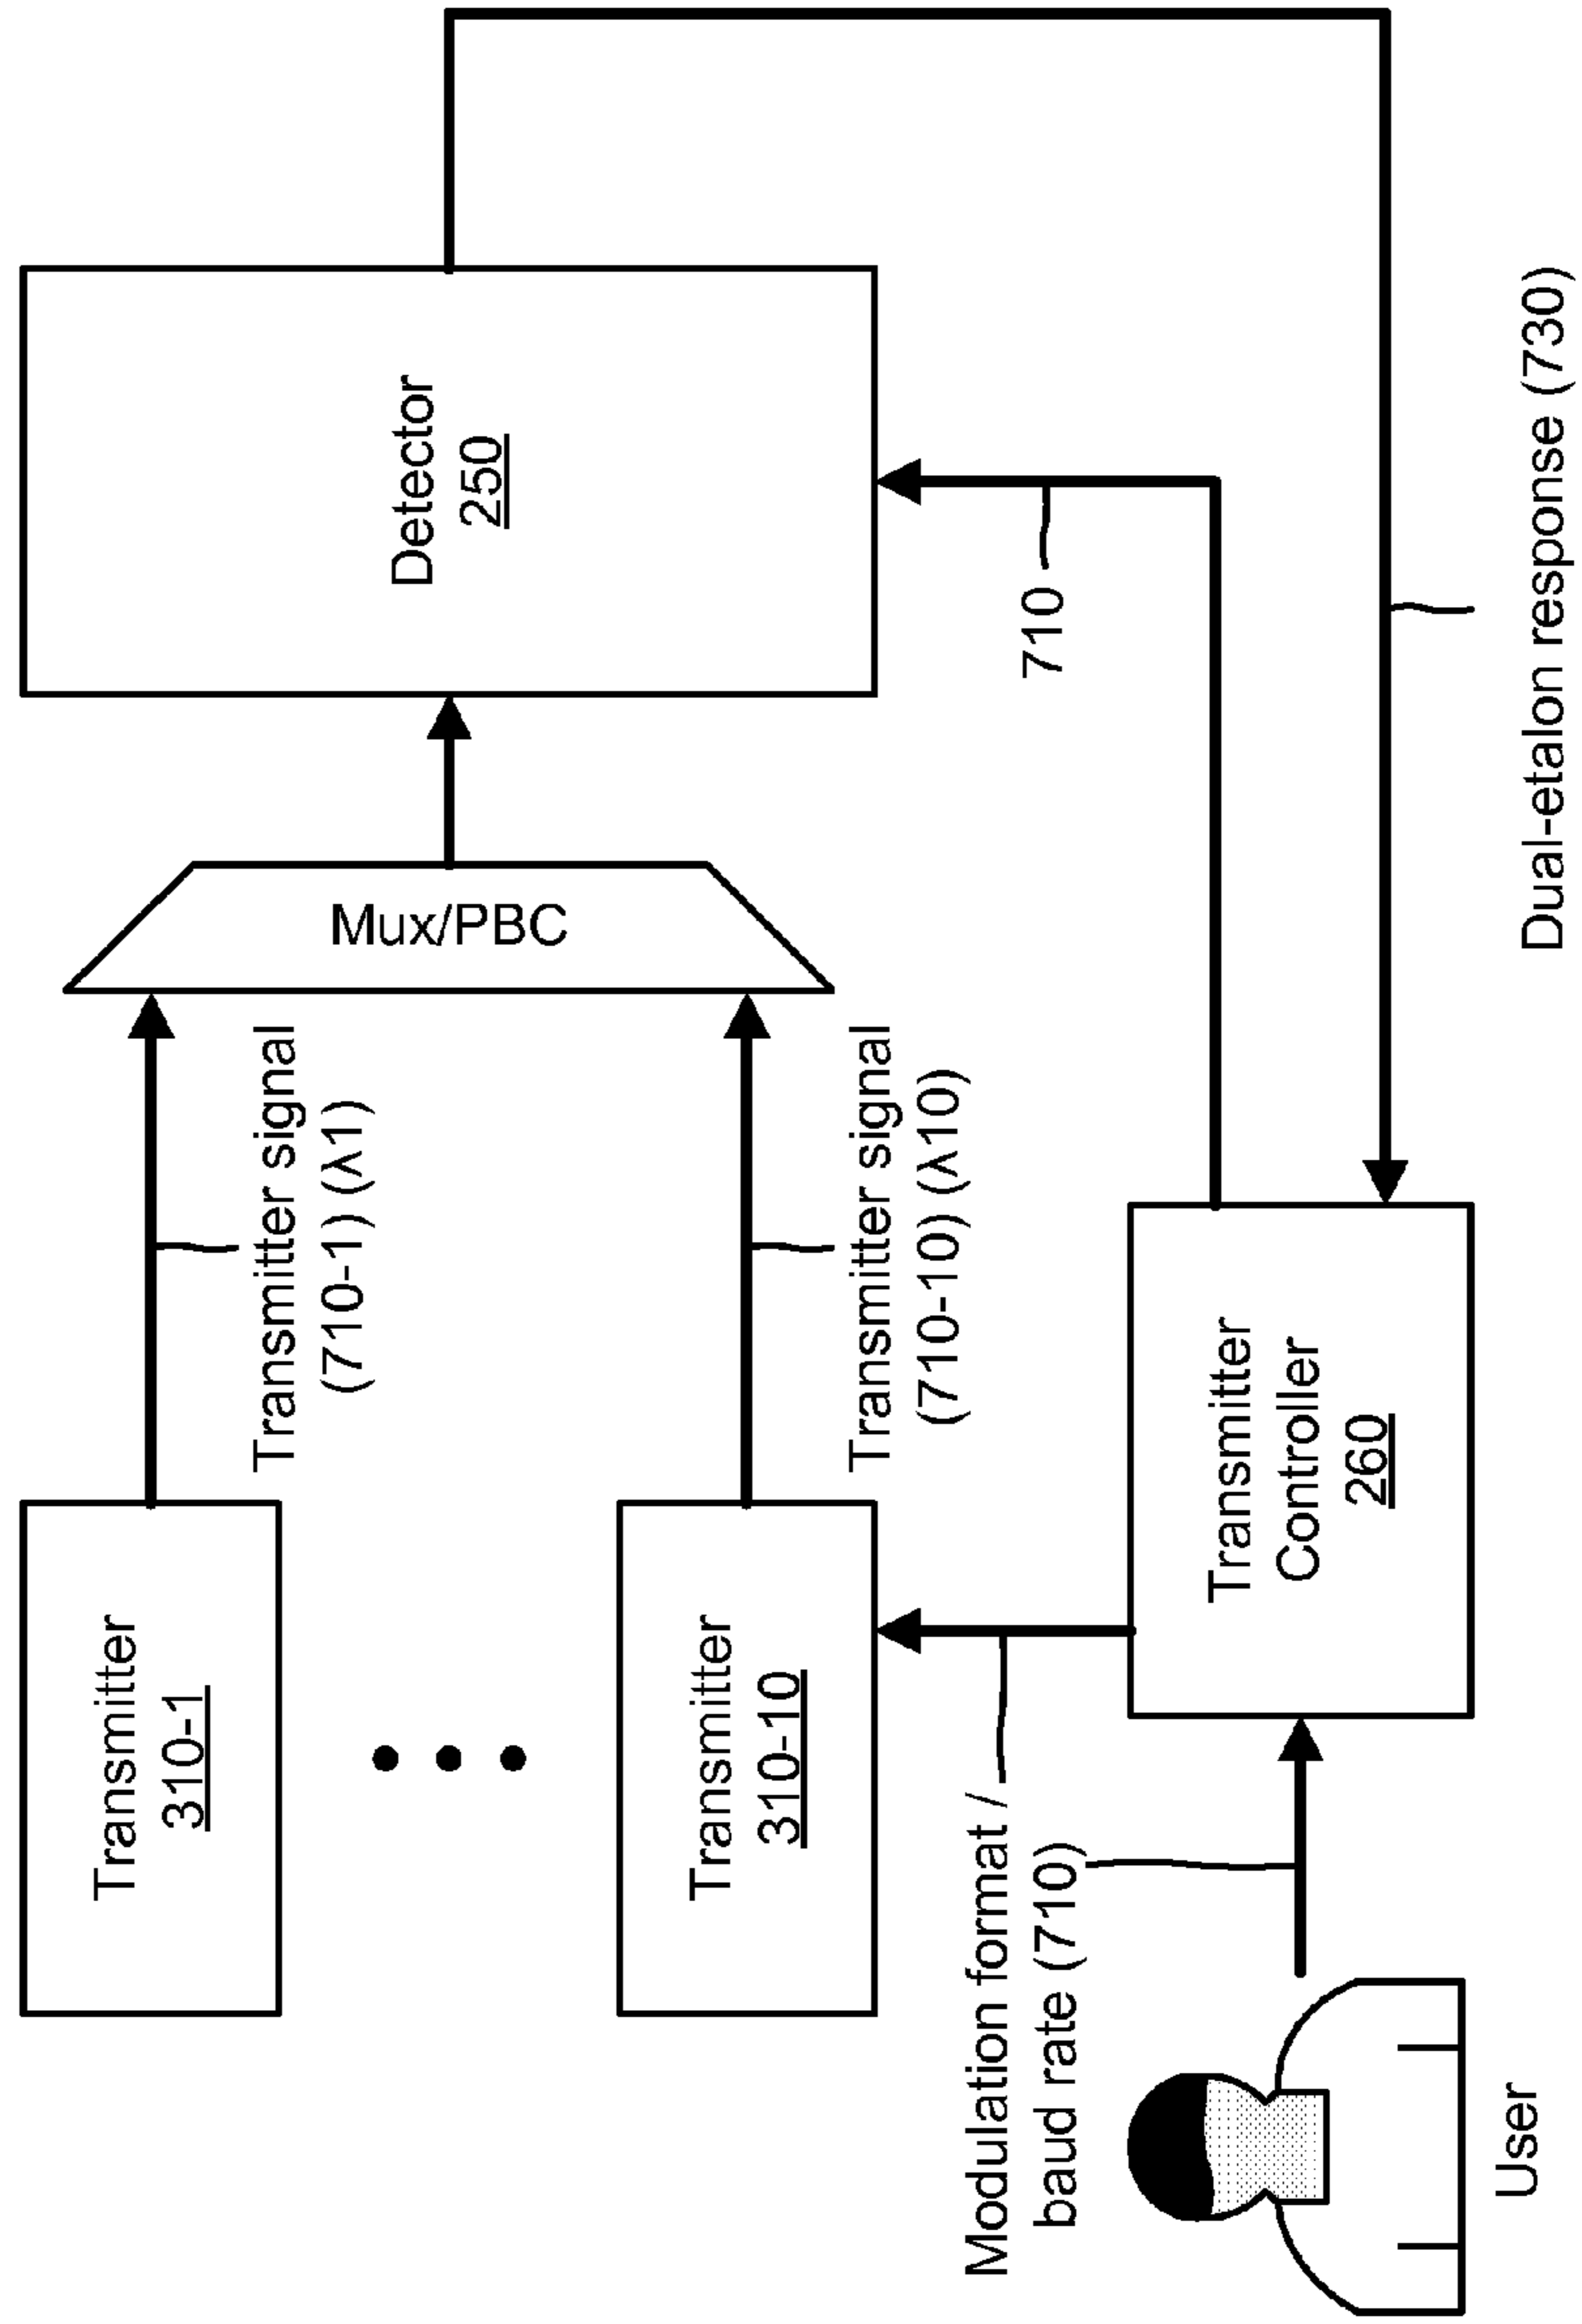 Transmitter
310-1
Transmitter signal
(710-1) (λ1)
Mux/PBC
Detector
250
Transmitter
310-10
Transmitter signal
(710-10) (λ10)
710
Modulation format /
baud rate (710)
Transmitter
Controller
260
User
Dual-etalon response (730)